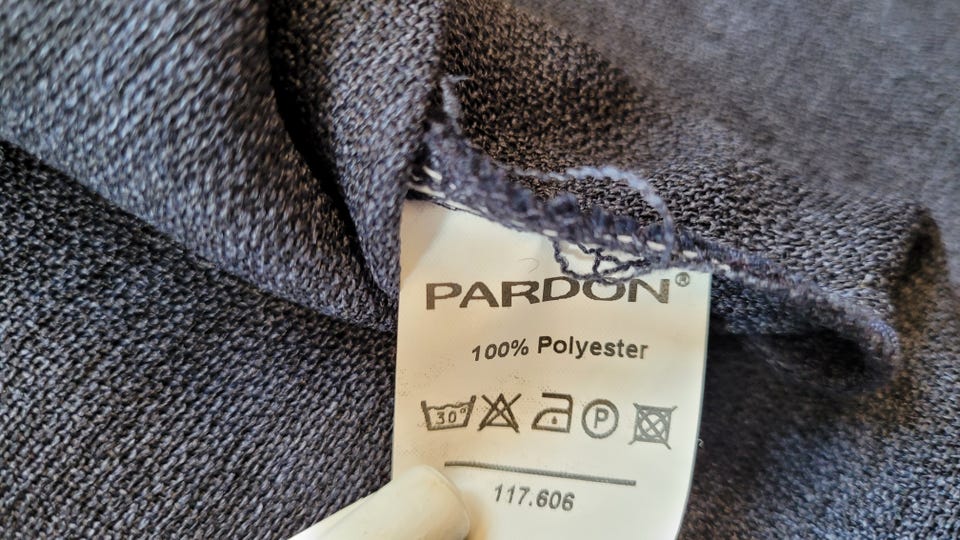 PARDON®
100% Polyester
30° P
117.606